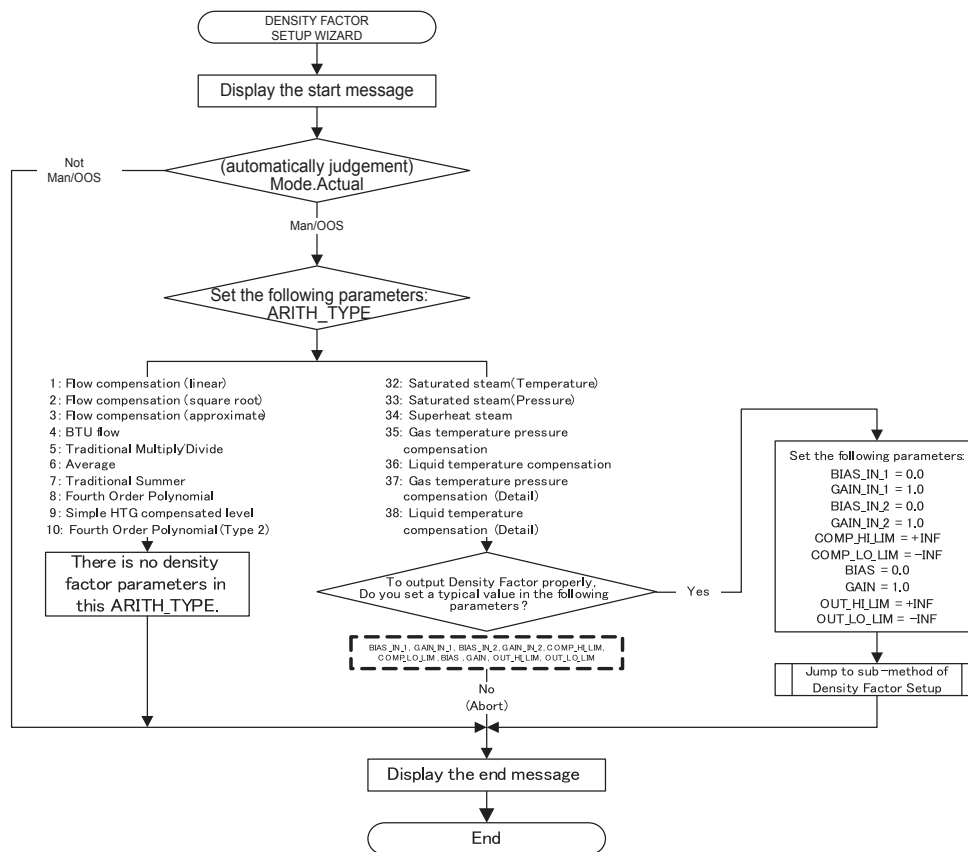 DENSITY FACTOR
SETUP WIZARD
Display the start message
Not
Man/OOS
(automatically judgement)
Mode.Actual
Man/OOS
Set the following parameters:
ARITH_TYPE
1: Flow compensation (linear)
2: Flow compensation (square root)
3: Flow compensation (approximate)
4: BTU flow
5: Traditional Multiply/Divide
6: Average
7: Traditional Summer
8: Fourth Order Polynomial
9: Simple HTG compensated level
10: Fourth Order Polynomial (Type 2)
32: Saturated steam(Temperature)
33: Saturated steam(Pressure)
34: Superheat steam
35: Gas temperature pressure
compensation
36: Liquid temperature compensation
37: Gas temperature pressure
compensation (Detail)
38: Liquid temperature
compensation (Detail)
There is no density
factor parameters in
this ARITH_TYPE.
To output Density Factor properly,
Do you set a typical value in the following
parameters?
BIAS_IN_1, GAIN_IN_1, BIAS_IN_2, GAIN_IN_2, COMP_HI_LIM,
COMP_LO_LIM, BIAS, GAIN, OUT_HI_LIM, OUT_LO_LIM
Yes
No
(Abort)
Set the following parameters:
BIAS_IN_1 = 0.0
GAIN_IN_1 = 1.0
BIAS_IN_2 = 0.0
GAIN_IN_2 = 1.0
COMP_HI_LIM = +INF
COMP_LO_LIM = -INF
BIAS = 0.0
GAIN = 1.0
OUT_HI_LIM = +INF
OUT_LO_LIM = -INF
Jump to sub-method of
Density Factor Setup
Display the end message
End